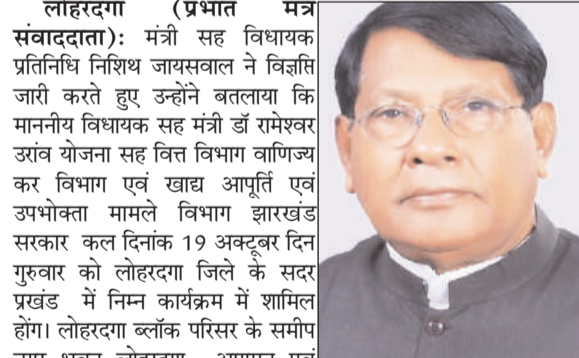 लोहरदगा (प्रभात मंत्र
संवाददाता): मंत्री सह विधायक
प्रतिनिधि निशिथ जायसवाल ने विज्ञप्ति
जारी करते हुए उन्होंने बतलाया कि
माननीय विधायक सह मंत्री डॉ रामेश्वर
उरांव योजना सह वित्त विभाग वाणिज्य
कर विभाग एवं खाद्य आपूर्ति एवं
उपभोक्ता मामले विभाग झारखंड
सरकार कल दिनांक 19 अक्टूबर दिन
गुरुवार को लोहरदगा जिले के सदर
प्रखंड में निम्न कार्यक्रम में शामिल
होंग। लोहरदगा ब्लॉक परिसर के समीप